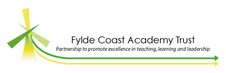 Fylde Coast Academy Trust
Partnership to promote excellence in teaching, learning and leadership